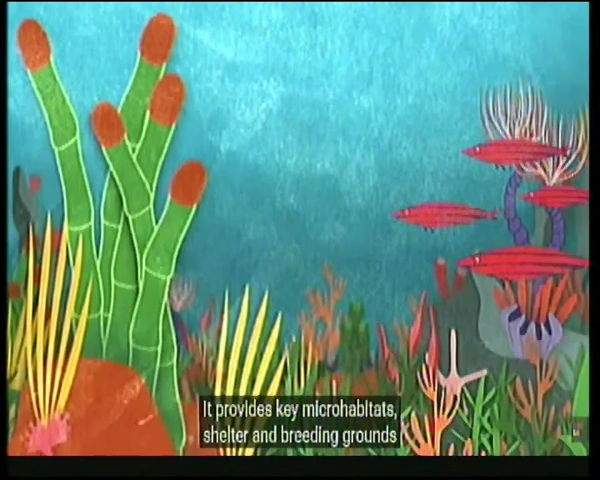 It provides key microhabitats,
shelter and breeding grounds